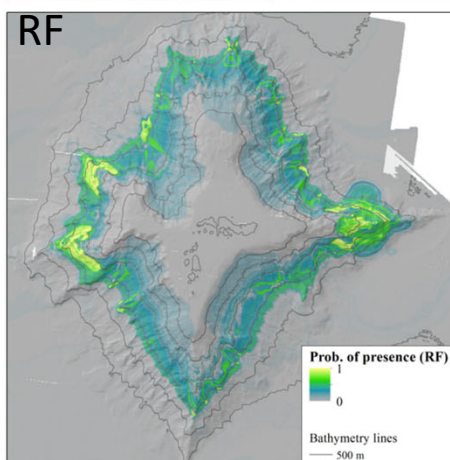 RF
Prob. of presence (RF)
1
0
Bathymetry lines
500 m